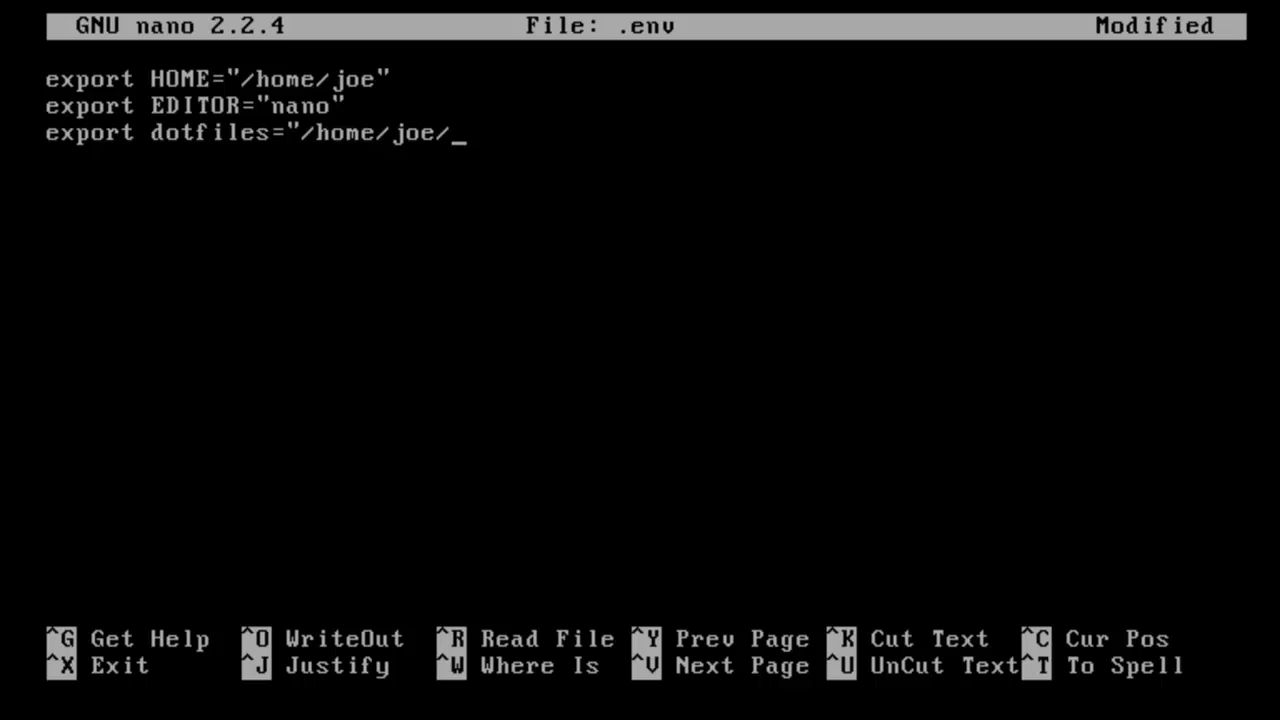 GNU nano 2.2.4 File: .env Modified
export HOME="/home/joe"
export EDITOR="nano"
export dotfiles="/home/joe/_
^G Get Help ^O WriteOut ^R Read File ^Y Prev Page ^K Cut Text ^C Cur Pos
^X Exit ^J Justify ^W Where Is ^V Next Page ^U UnCut Text ^T To Spell